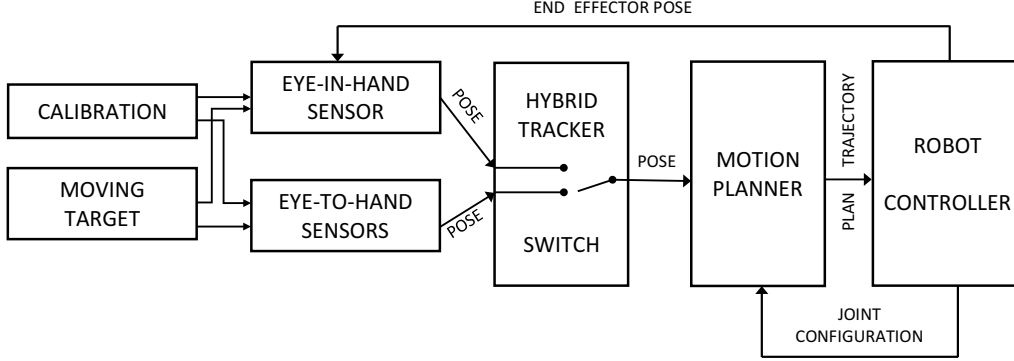 END EFFECTOR POSE
CALIBRATION
MOVING
TARGET
EYE-IN-HAND
SENSOR
EYE-TO-HAND
SENSORS
POSE
POSE
HYBRID
TRACKER
SWITCH
POSE
MOTION
PLANNER
PLAN TRAJECTORY
ROBOT
CONTROLLER
JOINT
CONFIGURATION